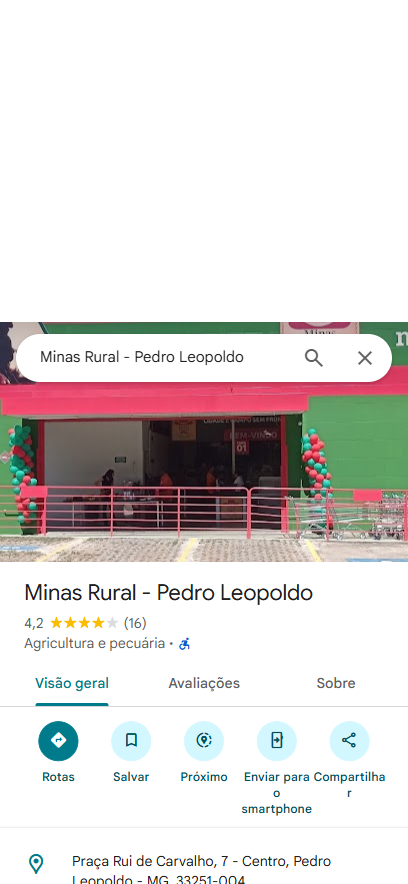 Minas
Minas Rural - Pedro Leopoldo
BEM-VINDO
01
Minas Rural - Pedro Leopoldo
4,2 (16)
Agricultura e pecuária ·
Visão geral Avaliações Sobre
Rotas Salvar Próximo Enviar para o smartphone Compartilhar
Praça Rui de Carvalho, 7 - Centro, Pedro
Leopoldo - MG, 33251-004